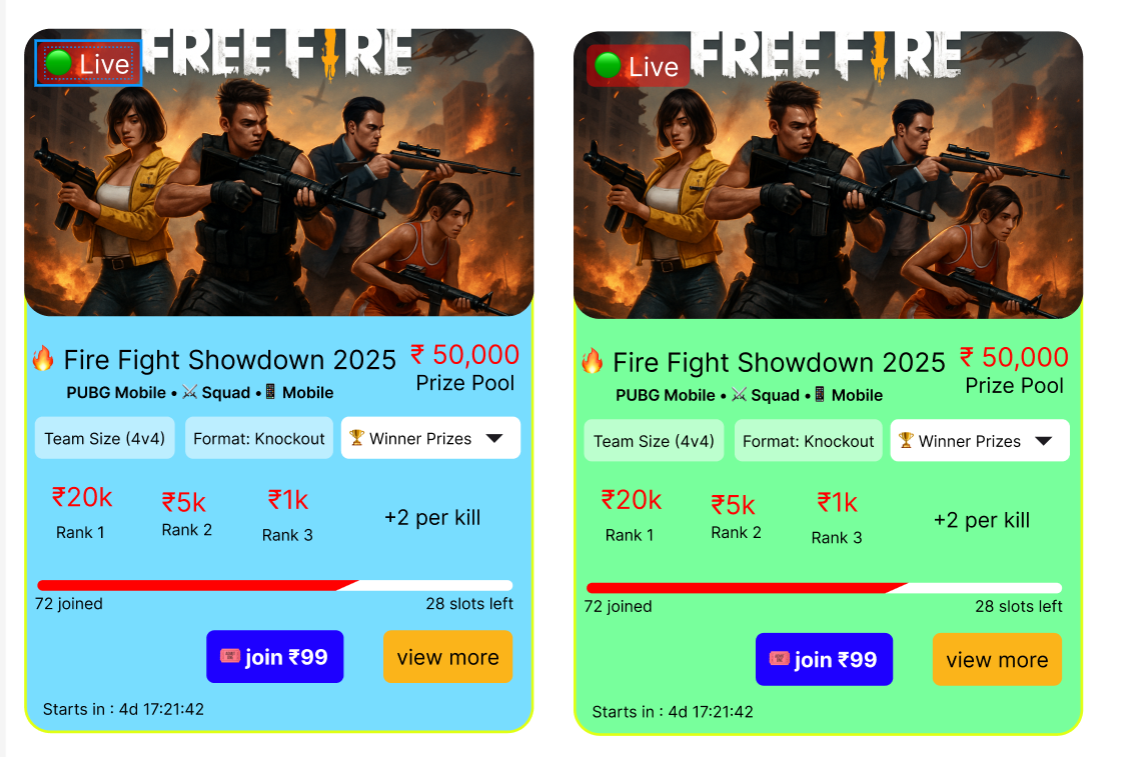 FREE FIRE
Live
🔥 Fire Fight Showdown 2025
₹ 50,000
PUBG Mobile • ⚔ Squad •📱 Mobile
Prize Pool
Team Size (4v4)
Format: Knockout
🏆 Winner Prizes
₹20k
₹5k
₹1k
+2 per kill
Rank 1
Rank 2
Rank 3
72 joined
28 slots left
🎟 join ₹99
view more
Starts in : 4d 17:21:42
FREE FIRE
Live
🔥 Fire Fight Showdown 2025
₹ 50,000
PUBG Mobile • ⚔ Squad •📱 Mobile
Prize Pool
Team Size (4v4)
Format: Knockout
🏆 Winner Prizes
₹20k
₹5k
₹1k
+2 per kill
Rank 1
Rank 2
Rank 3
72 joined
28 slots left
🎟 join ₹99
view more
Starts in : 4d 17:21:42